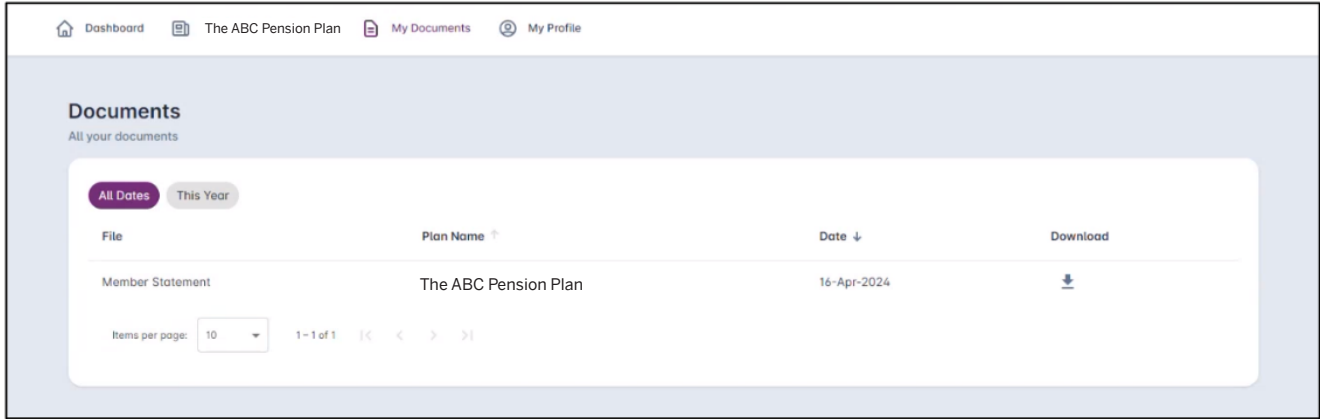 Dashboard The ABC Pension Plan My Documents My Profile
Documents
All your documents
All Dates This Year
File Plan Name Date Download
Member Statement The ABC Pension Plan 16-Apr-2024
Items per page: 10 1 – 1 of 1